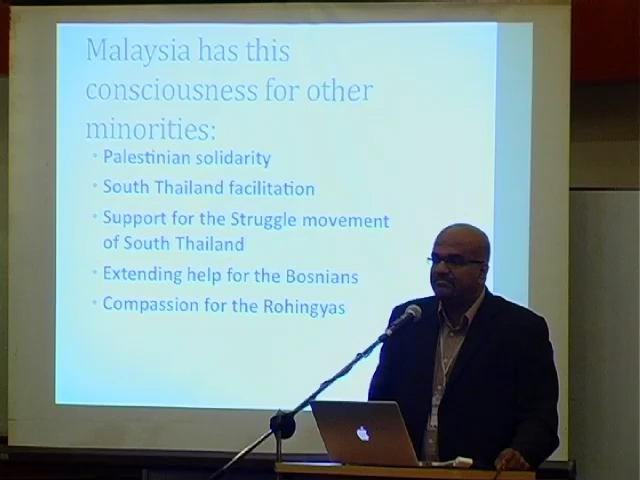 Malaysia has this
consciousness for other
minorities:
• Palestinian solidarity
• South Thailand facilitation
• Support for the Struggle movement
of South Thailand
• Extending help for the Bosnians
• Compassion for the Rohingyas